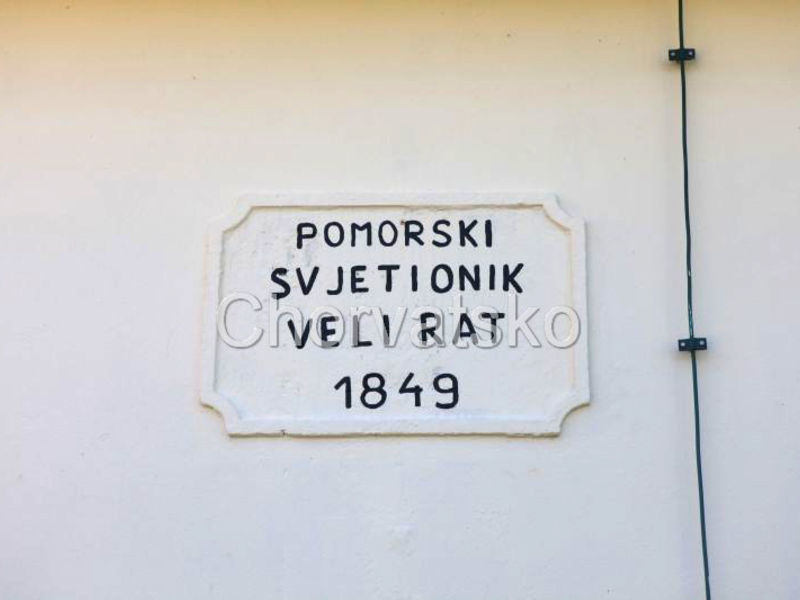 POMORSKI
SVJETIONIK
VELI RAT
1849
Chorvatsko